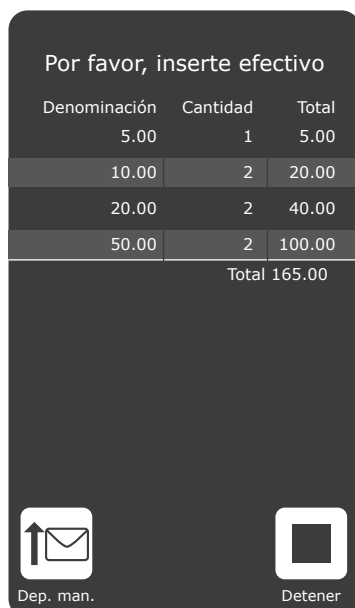 Por favor, inserte efectivo
Denominación Cantidad Total
5.00 1 5.00
10.00 2 20.00
20.00 2 40.00
50.00 2 100.00
Total 165.00
Dep. man. Detener